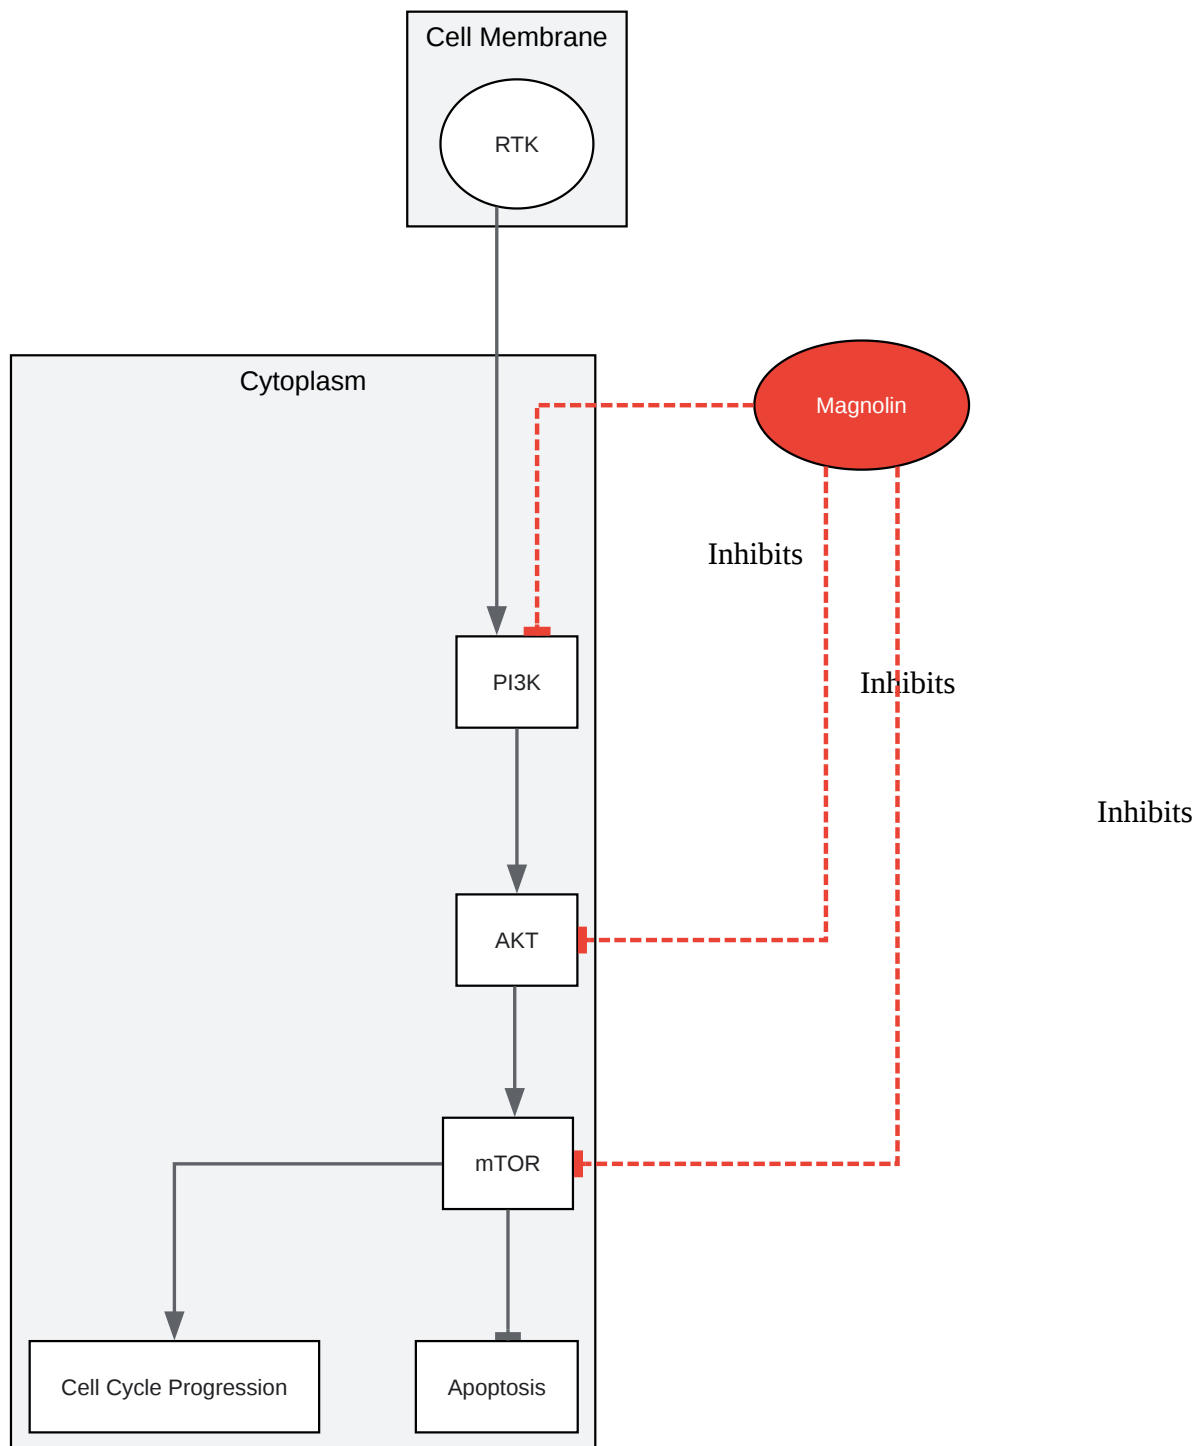 Cell Membrane
RTK
Cytoplasm
Magnolin
Inhibits
PI3K
Inhibits
Inhibits
AKT
mTOR
Cell Cycle Progression
Apoptosis